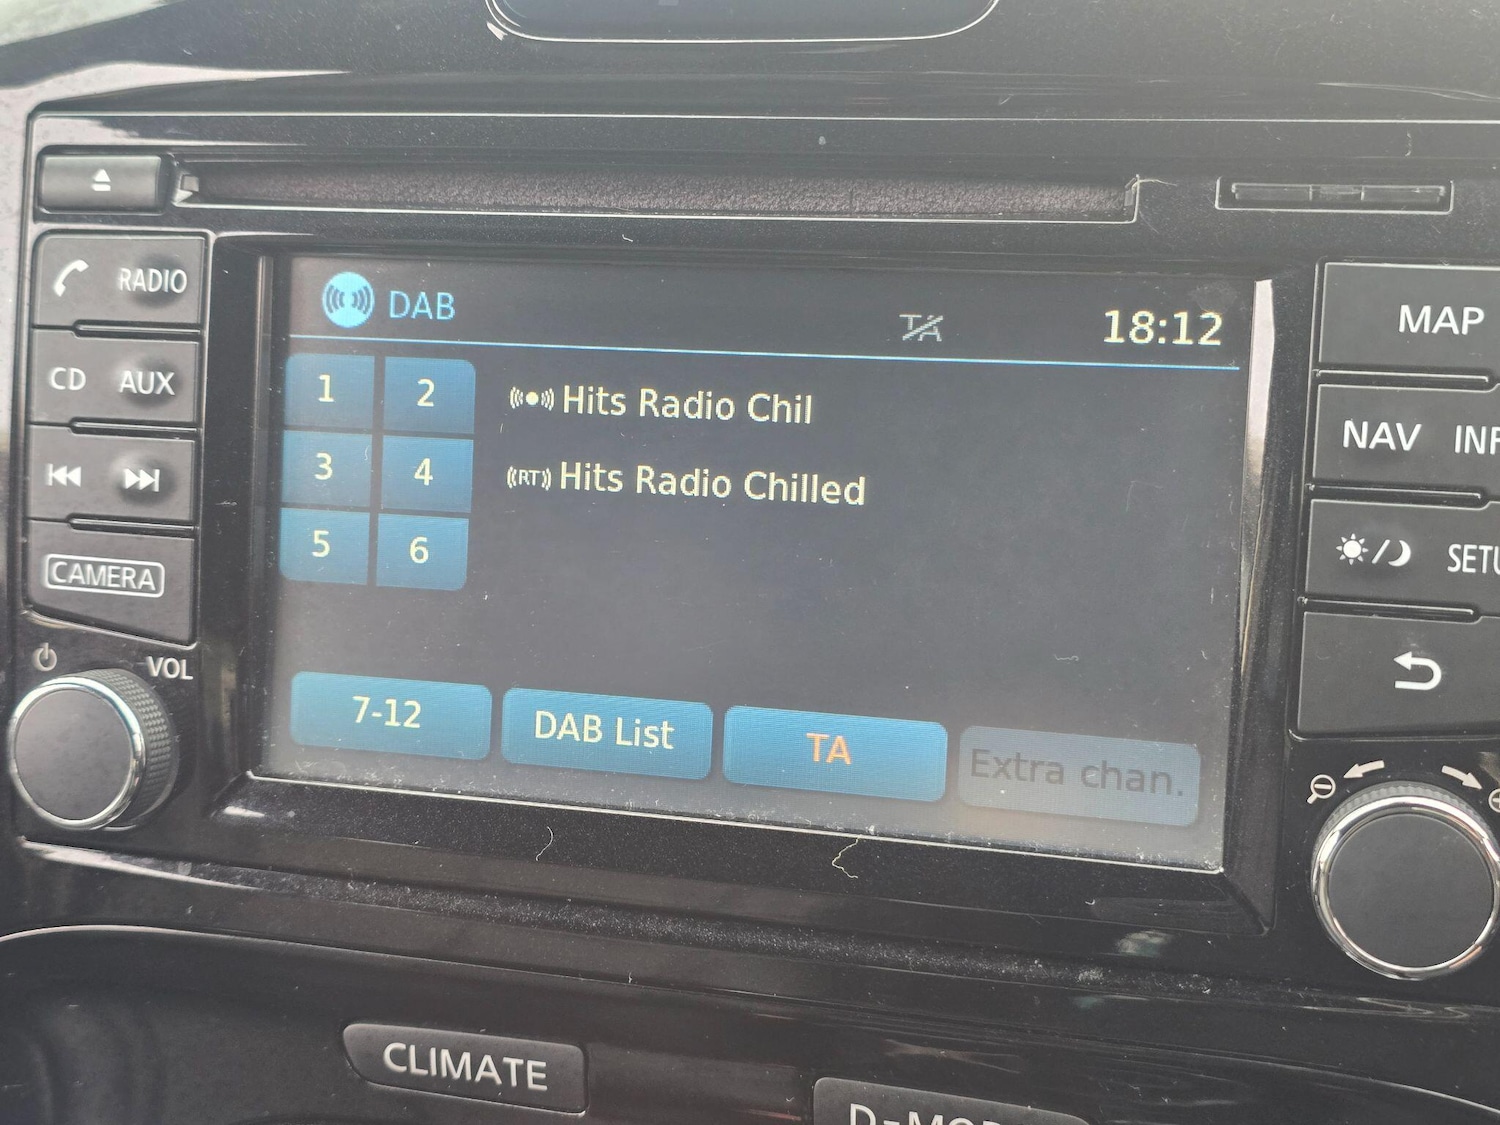 DAB
TA
18:12
1 2
3 4
5 6
Hits Radio Chil
RT
Hits Radio Chilled
7-12
DAB List
TA
Extra chan.
RADIO
CD AUX
CAMERA
VOL
MAP
NAV
CLIMATE